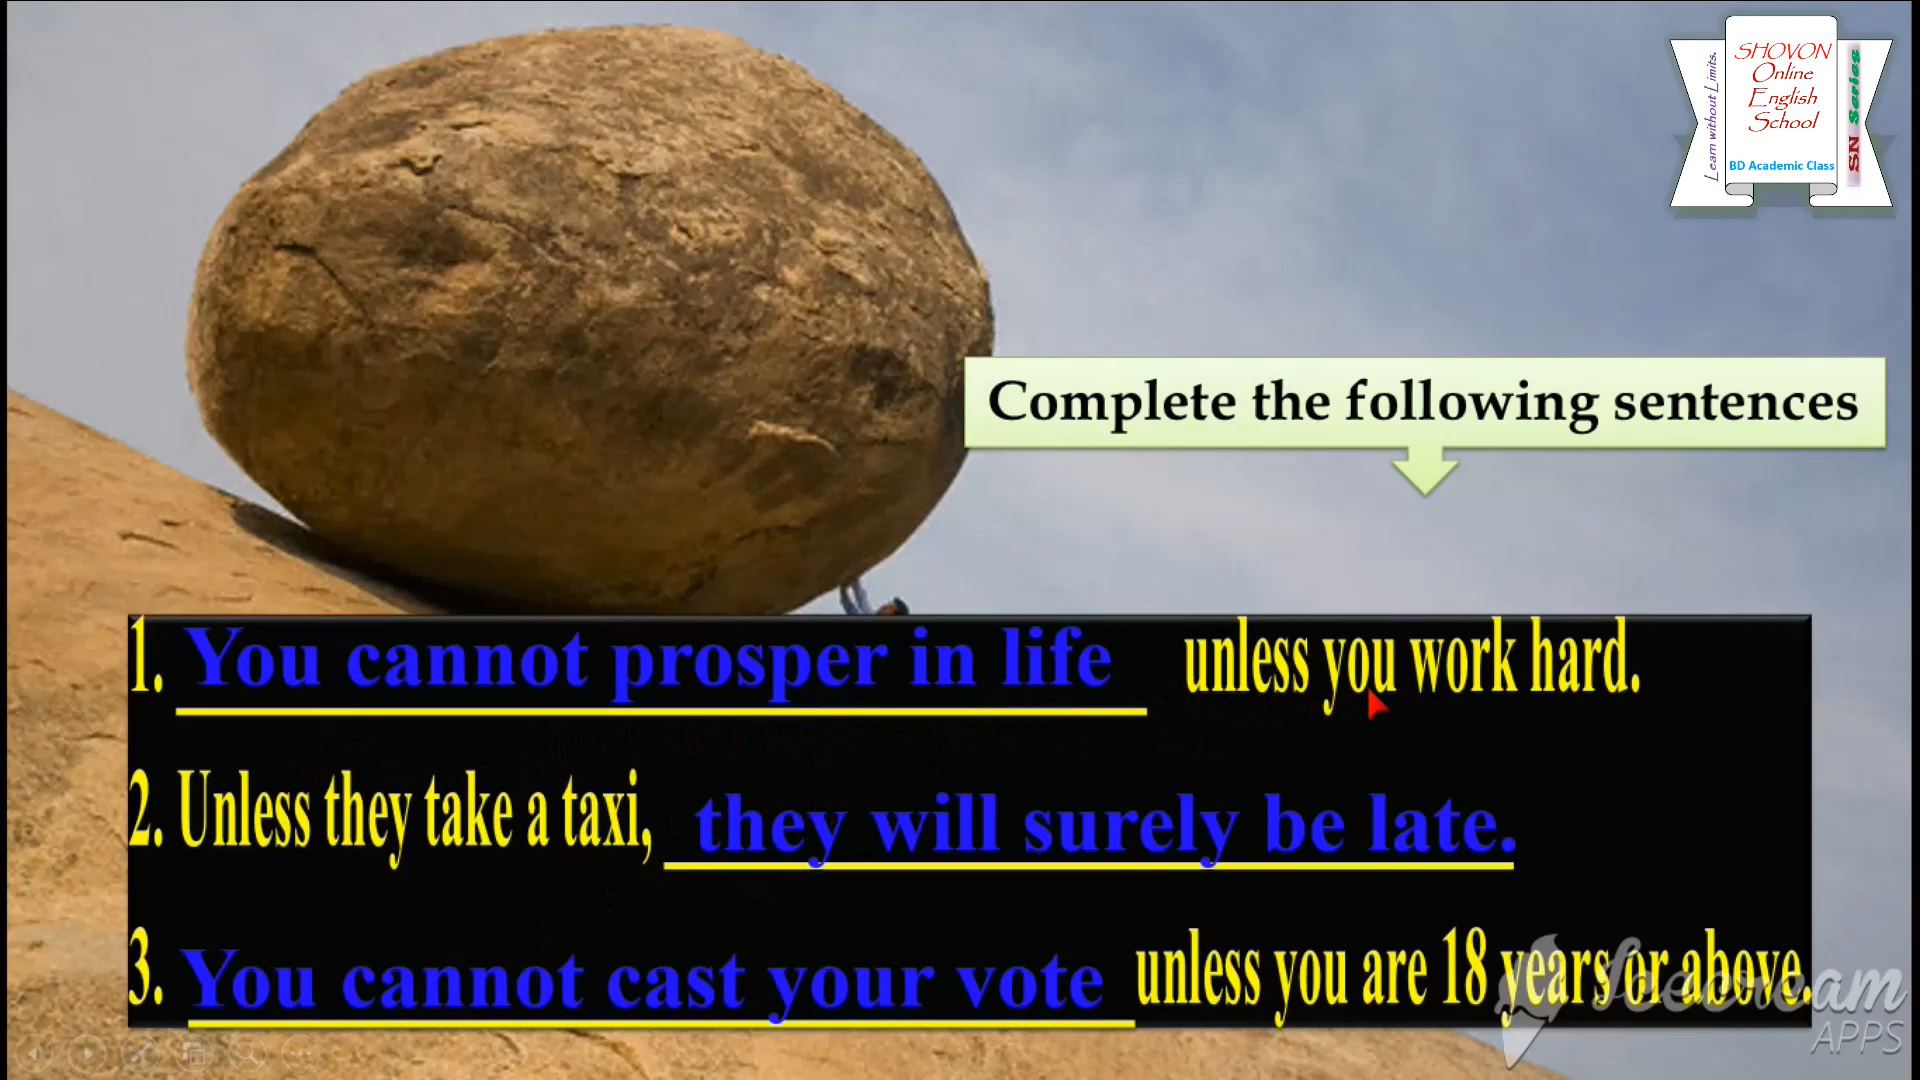 Learn without Limits.
SHOVON
Online
English
School
BD Academic Class
SN Series
Complete the following sentences
1. You cannot prosper in life unless you work hard.
2. Unless they take a taxi, they will surely be late.
3. You cannot cast your vote unless you are 18 years or above.
Icecream
APPS